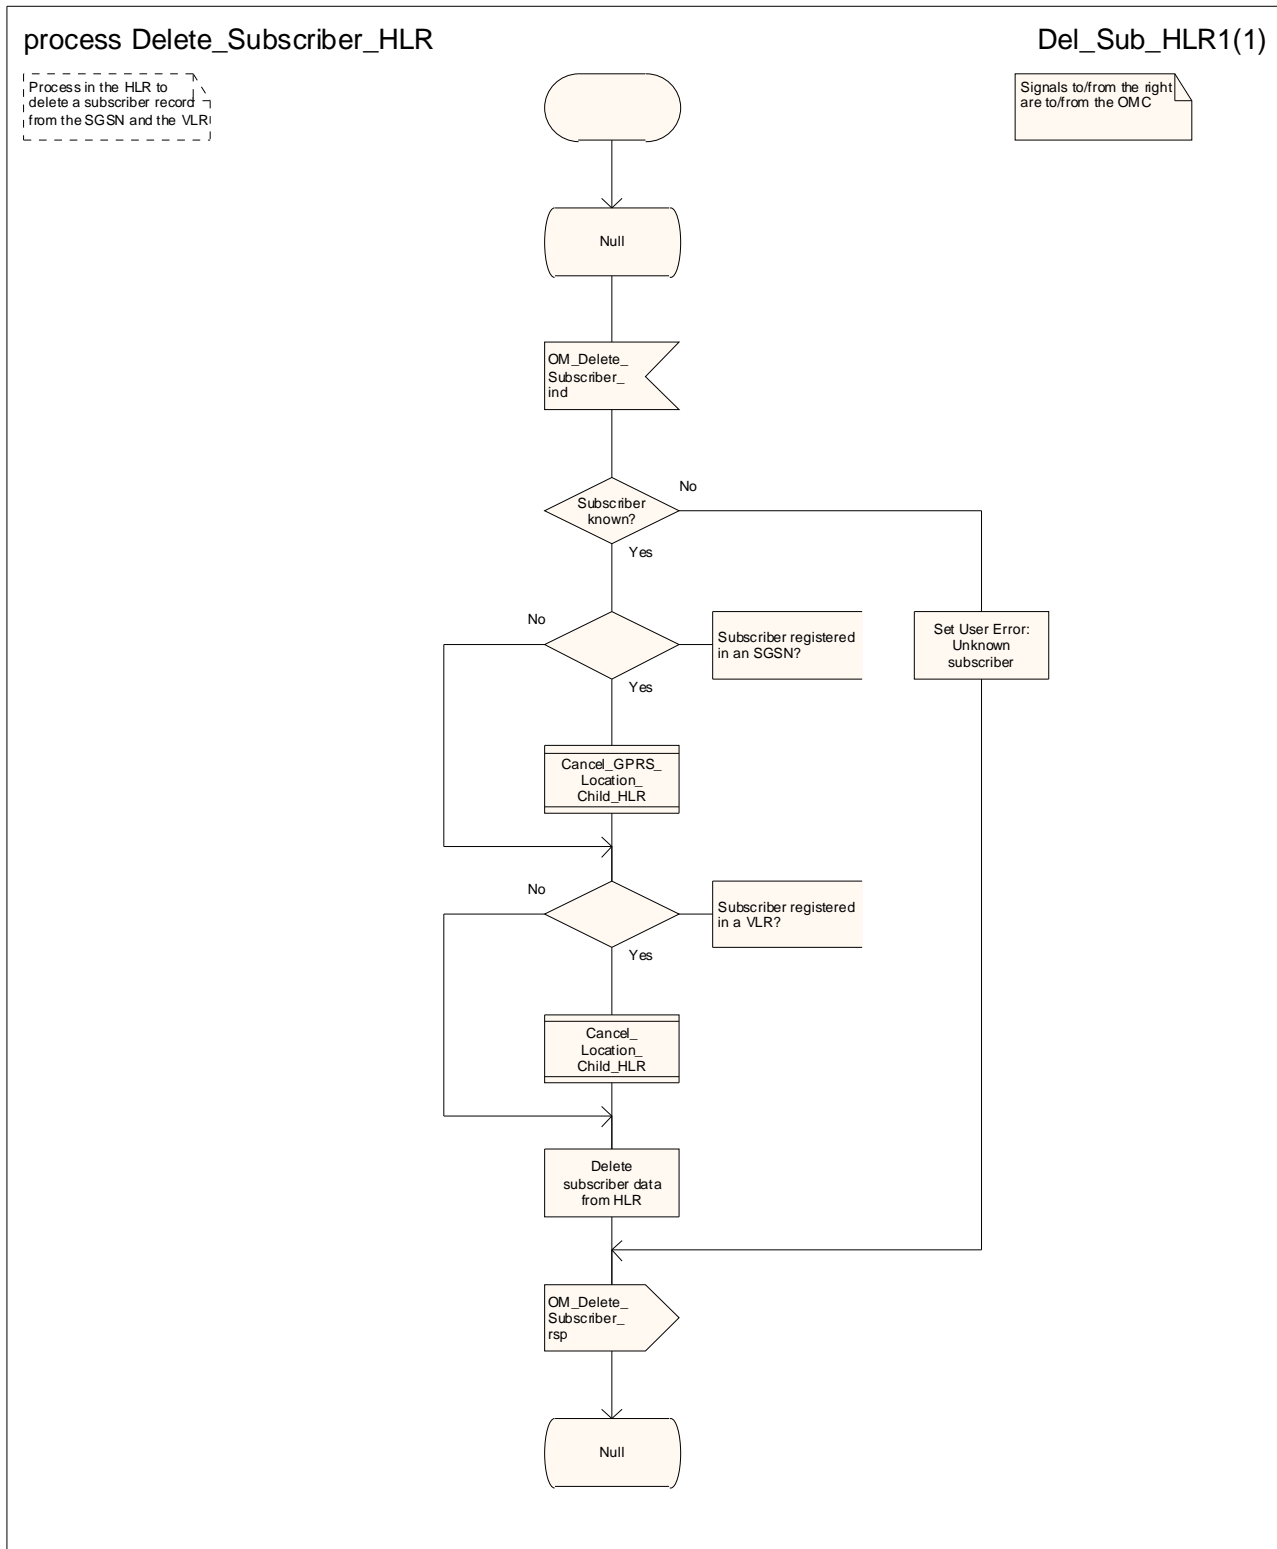 process Delete_Subscriber_HLR
Del_Sub_HLR1(1)
Process in the HLR to
delete a subscriber record
from the SGSN and the VLR
Signals to/from the right
are to/from the OMC
Null
OM_Delete_
Subscriber_
ind
Subscriber
known?
No
Yes
No
Subscriber registered
in an SGSN?
Set User Error:
Unknown
subscriber
Yes
Cancel_GPRS_
Location_
Child_HLR
No
Subscriber registered
in a VLR?
Yes
Cancel_
Location_
Child_HLR
Delete
subscriber data
from HLR
OM_Delete_
Subscriber_
rsp
Null